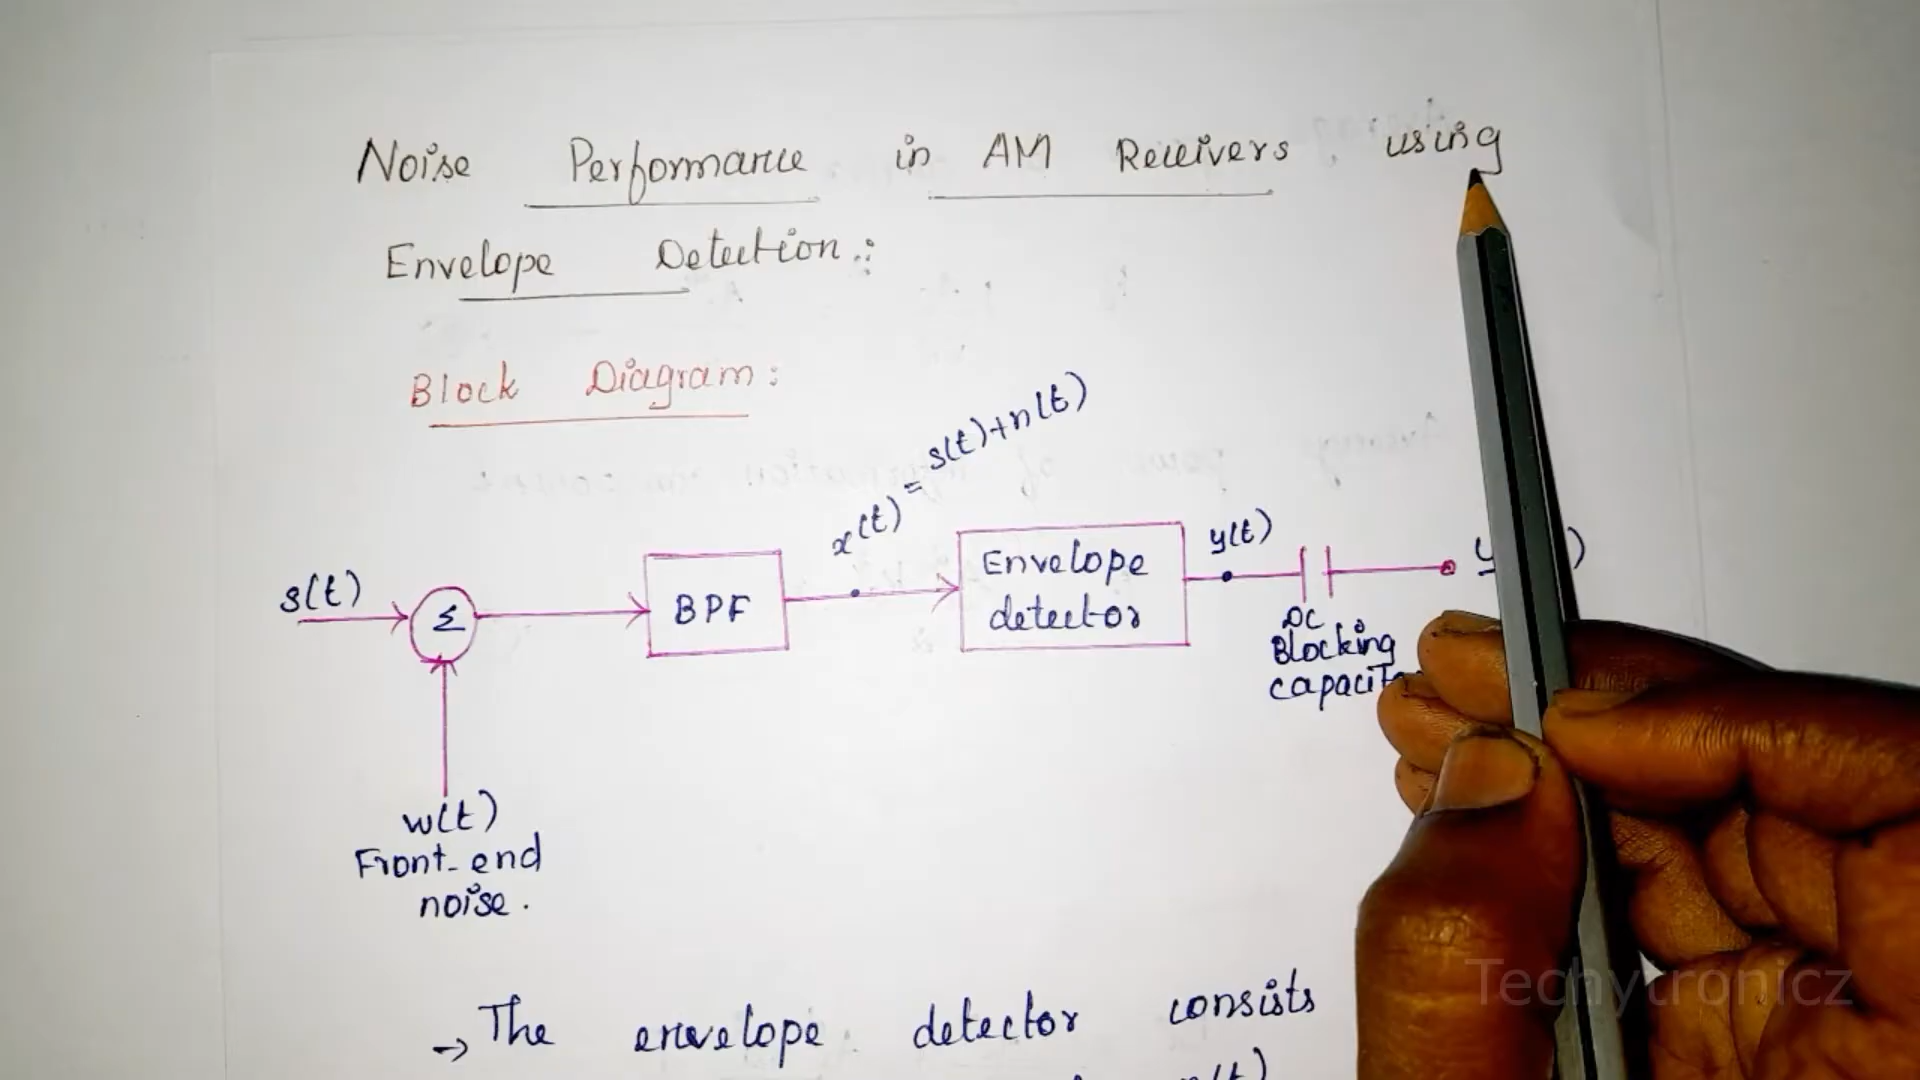 Noise Performance in AM Receivers using
Envelope Detection :
Block Diagram :
x(t) = s(t)+n(t)
s(t)
Σ
BPF
Envelope
detector
y(t)
DC
Blocking
w(t)
Front-end
noise.
→ The envelope detector consists
n(t)
Techytronicz